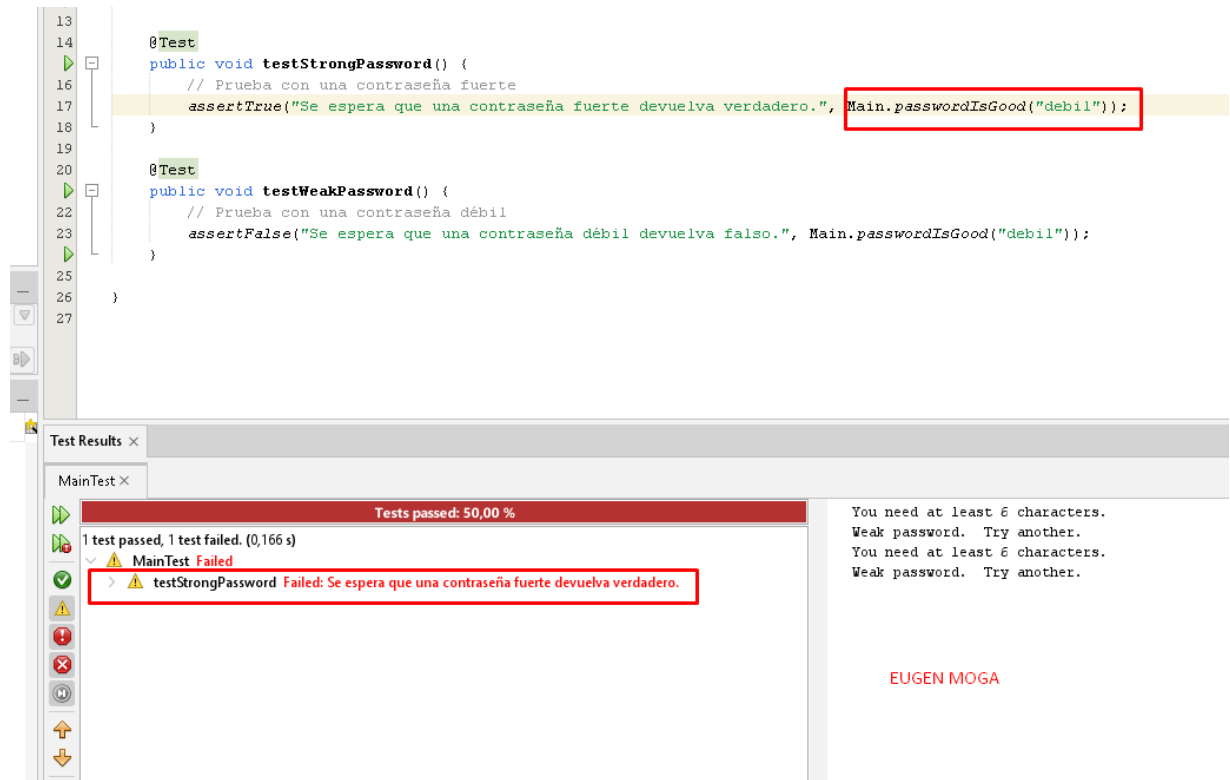 13
14 @Test
public void testStrongPassword() {
16 // Prueba con una contraseña fuerte
17 assertTrue("Se espera que una contraseña fuerte devuelva verdadero.", Main.passwordIsGood("debil"));
18 }
19
20 @Test
public void testWeakPassword() {
22 // Prueba con una contraseña débil
23 assertFalse("Se espera que una contraseña débil devuelva falso.", Main.passwordIsGood("debil"));
}
25
26 }
27
Test Results ×
MainTest ×
Tests passed: 50,00 %
1 test passed, 1 test failed. (0,166 s)
MainTest Failed
testStrongPassword Failed: Se espera que una contraseña fuerte devuelva verdadero.
You need at least 6 characters.
Weak password. Try another.
You need at least 6 characters.
Weak password. Try another.
EUGEN MOGA